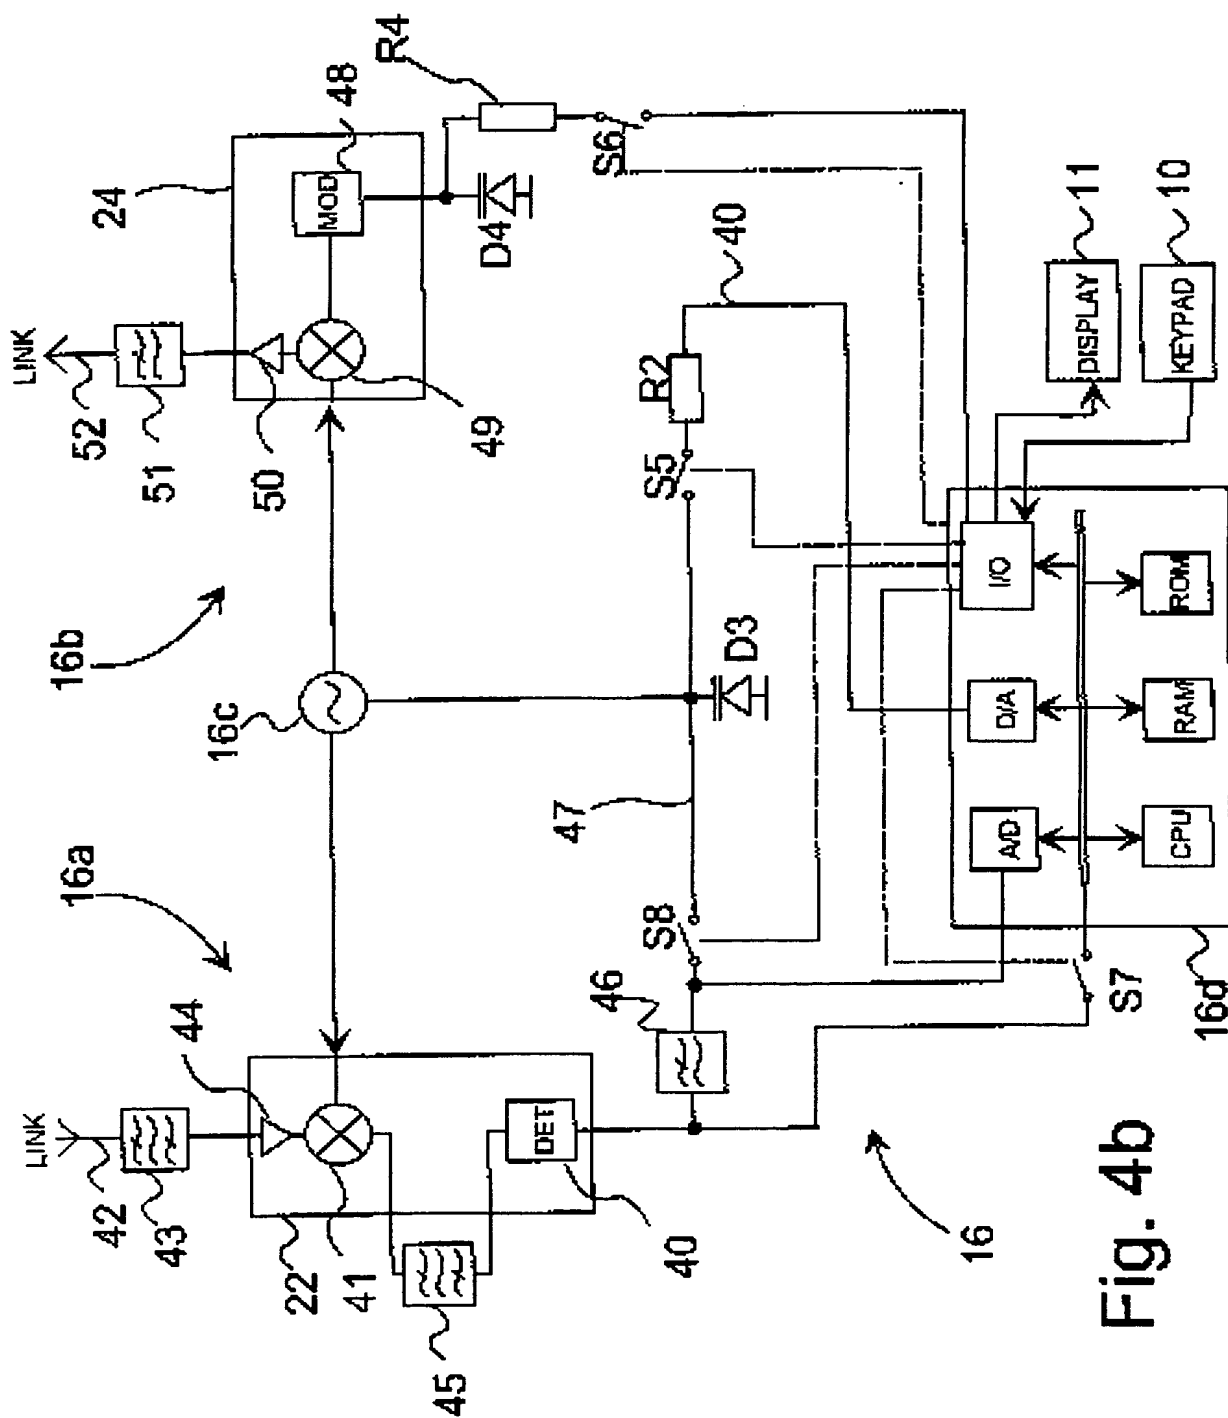 LINK
52
51
50
49
24
48
R4
D4
S6
16b
16c
16a
LINK
42
43
44
22
41
45
40
46
S8
47
D3
S5
R2
40
DISPLAY
11
KEYPAD
10
I/O
D/A
A/D
ROM
RAM
CPU
S7
16d
16
MOD
DET
Fig. 4b